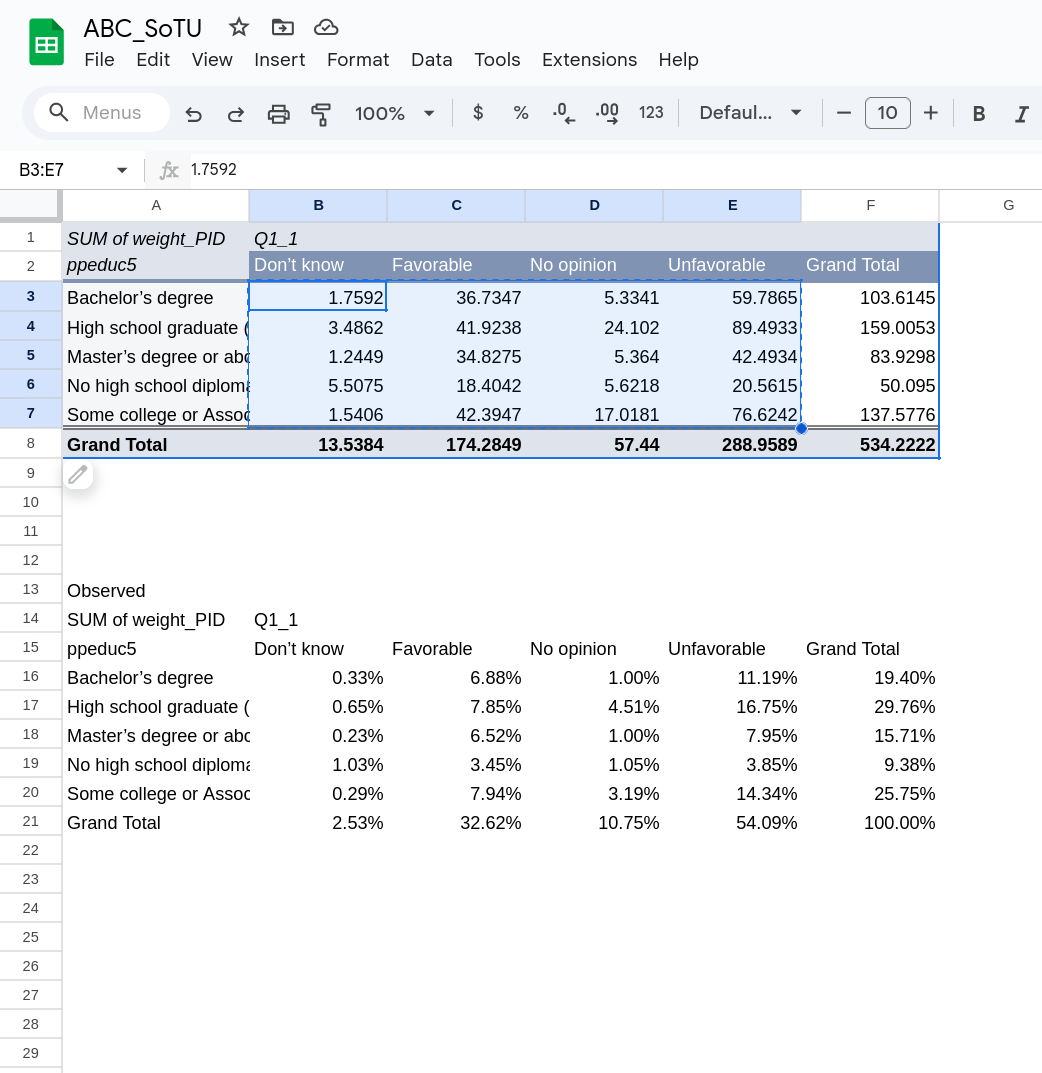 ABC_SoTU
File Edit View Insert Format Data Tools Extensions Help
Menus 100% $ % .0 .00 123 Defaul... 10 B I
B3:E7 fx 1.7592
A B C D E F G
1 SUM of weight_PID Q1_1
2 ppeduc5 Don’t know Favorable No opinion Unfavorable Grand Total
3 Bachelor’s degree 1.7592 36.7347 5.3341 59.7865 103.6145
4 High school graduate ( 3.4862 41.9238 24.102 89.4933 159.0053
5 Master’s degree or abo 1.2449 34.8275 5.364 42.4934 83.9298
6 No high school diploma 5.5075 18.4042 5.6218 20.5615 50.095
7 Some college or Assoc 1.5406 42.3947 17.0181 76.6242 137.5776
8 Grand Total 13.5384 174.2849 57.44 288.9589 534.2222
9
10
11
12
13 Observed
14 SUM of weight_PID Q1_1
15 ppeduc5 Don’t know Favorable No opinion Unfavorable Grand Total
16 Bachelor’s degree 0.33% 6.88% 1.00% 11.19% 19.40%
17 High school graduate ( 0.65% 7.85% 4.51% 16.75% 29.76%
18 Master’s degree or abo 0.23% 6.52% 1.00% 7.95% 15.71%
19 No high school diploma 1.03% 3.45% 1.05% 3.85% 9.38%
20 Some college or Assoc 0.29% 7.94% 3.19% 14.34% 25.75%
21 Grand Total 2.53% 32.62% 10.75% 54.09% 100.00%
22
23
24
25
26
27
28
29